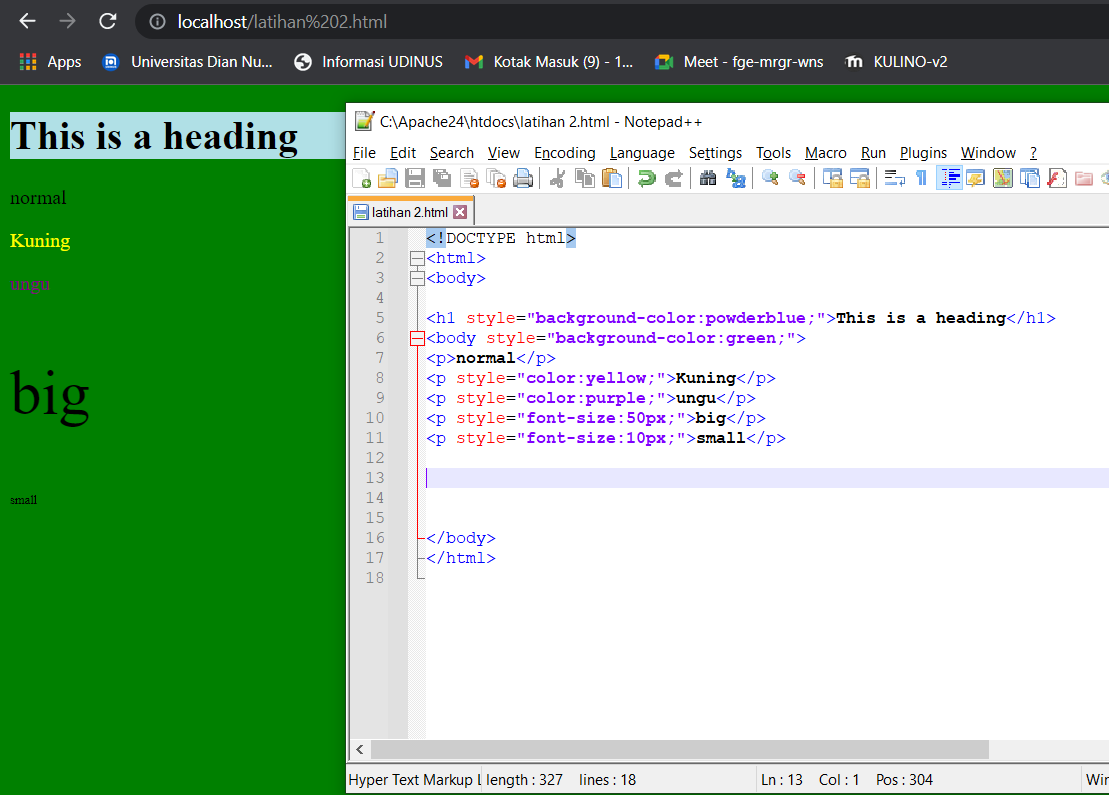 localhost/latihan%202.html
Apps Universitas Dian Nu... Informasi UDINUS Kotak Masuk (9) - 1... Meet - fge-mrgr-wns KULINO-v2
This is a heading
normal
Kuning
ungu
big
small
C:\Apache24\htdocs\latihan 2.html - Notepad++
File Edit Search View Encoding Language Settings Tools Macro Run Plugins Window ?
latihan 2.html
1 <!DOCTYPE html>
2 <html>
3 <body>
4
5 <h1 style="background-color:powderblue;">This is a heading</h1>
6 <body style="background-color:green;">
7 <p>normal</p>
8 <p style="color:yellow;">Kuning</p>
9 <p style="color:purple;">ungu</p>
10 <p style="font-size:50px;">big</p>
11 <p style="font-size:10px;">small</p>
12
13
14
15
16 </body>
17 </html>
18
Hyper Text Markup L length : 327 lines : 18 Ln : 13 Col : 1 Pos : 304 Win